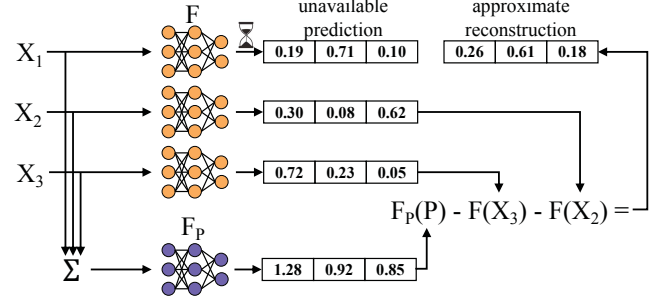 F
unavailable prediction
approximate reconstruction
X1
0.19 0.71 0.10
0.26 0.61 0.18
X2
0.30 0.08 0.62
X3
0.72 0.23 0.05
FP(P) - F(X3) - F(X2) =
FP
Σ
1.28 0.92 0.85